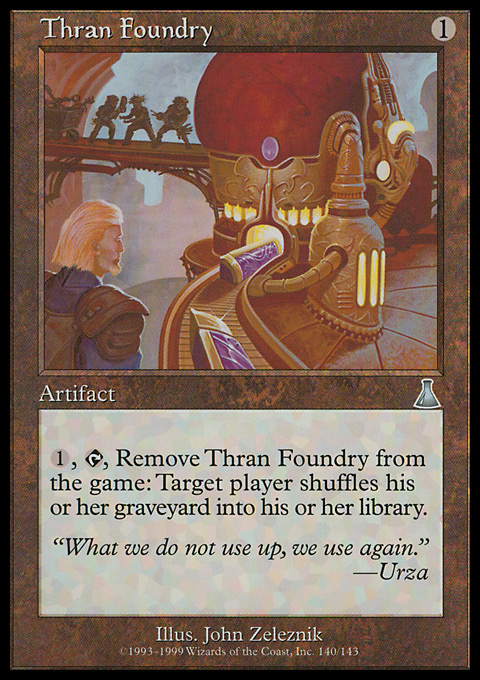 Thran Foundry 1
Artifact
1, , Remove Thran Foundry from
the game: Target player shuffles his
or her graveyard into his or her library.
“What we do not use up, we use again.”
—Urza
Illus. John Zeleznik
©1993-1999 Wizards of the Coast, Inc. 140/143